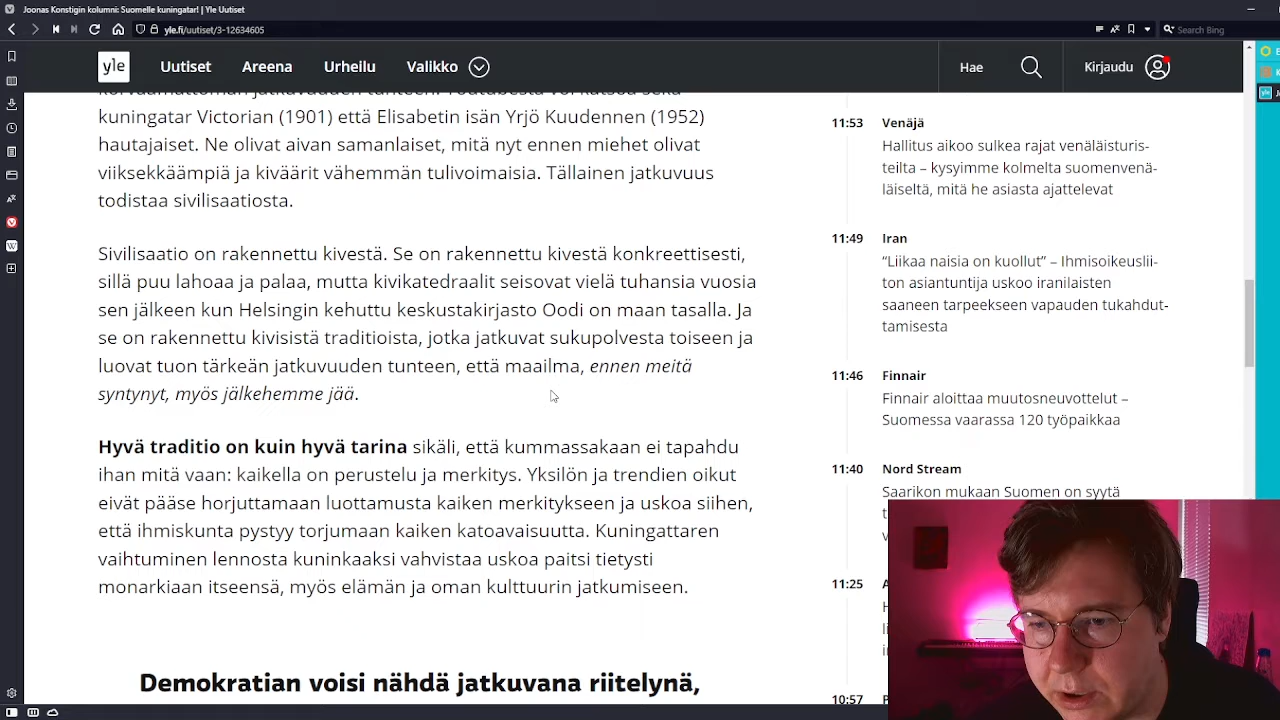 Joonas Konstigin kolumni: Suomelle kuningatar! | Yle Uutiset
yle.fi/uutiset/3-12634605
Search Bing
yle
Uutiset
Areena
Urheilu
Valikko
Hae
Kirjaudu
kuningatar Victorian (1901) että Elisabetin isän Yrjö Kuudennen (1952)
hautajaiset. Ne olivat aivan samanlaiset, mitä nyt ennen miehet olivat
viiksekkäämpiä ja kiväärit vähemmän tulivoimaisia. Tällainen jatkuvuus
todistaa sivilisaatiosta.
Sivilisaatio on rakennettu kivestä. Se on rakennettu kivestä konkreettisesti,
sillä puu lahoaa ja palaa, mutta kivikatedraalit seisovat vielä tuhansia vuosia
sen jälkeen kun Helsingin kehuttu keskustakirjasto Oodi on maan tasalla. Ja
se on rakennettu kivisistä traditioista, jotka jatkuvat sukupolvesta toiseen ja
luovat tuon tärkeän jatkuvuuden tunteen, että maailma, ennen meitä
syntynyt, myös jälkehemme jää.
Hyvä traditio on kuin hyvä tarina sikäli, että kummassakaan ei tapahdu
ihan mitä vaan: kaikella on perustelu ja merkitys. Yksilön ja trendien oikut
eivät pääse horjuttamaan luottamusta kaiken merkitykseen ja uskoa siihen,
että ihmiskunta pystyy torjumaan kaiken katoavaisuutta. Kuningattaren
vaihtuminen lennosta kuninkaaksi vahvistaa uskoa paitsi tietysti
monarkiaan itseensä, myös elämän ja oman kulttuurin jatkumiseen.
Demokratian voisi nähdä jatkuvana riitelynä,
11:53
Venäjä
Hallitus aikoo sulkea rajat venäläisturis-
teilta – kysyimme kolmelta suomenvenä-
läiseltä, mitä he asiasta ajattelevat
11:49
Iran
“Liikaa naisia on kuollut” – Ihmisoikeuslii-
ton asiantuntija uskoo iranilaisten
saaneen tarpeekseen vapauden tukahdut-
tamisesta
11:46
Finnair
Finnair aloittaa muutosneuvottelut –
Suomessa vaarassa 120 työpaikkaa
11:40
Nord Stream
Saarikon mukaan Suomen on syytä
11:25
10:57